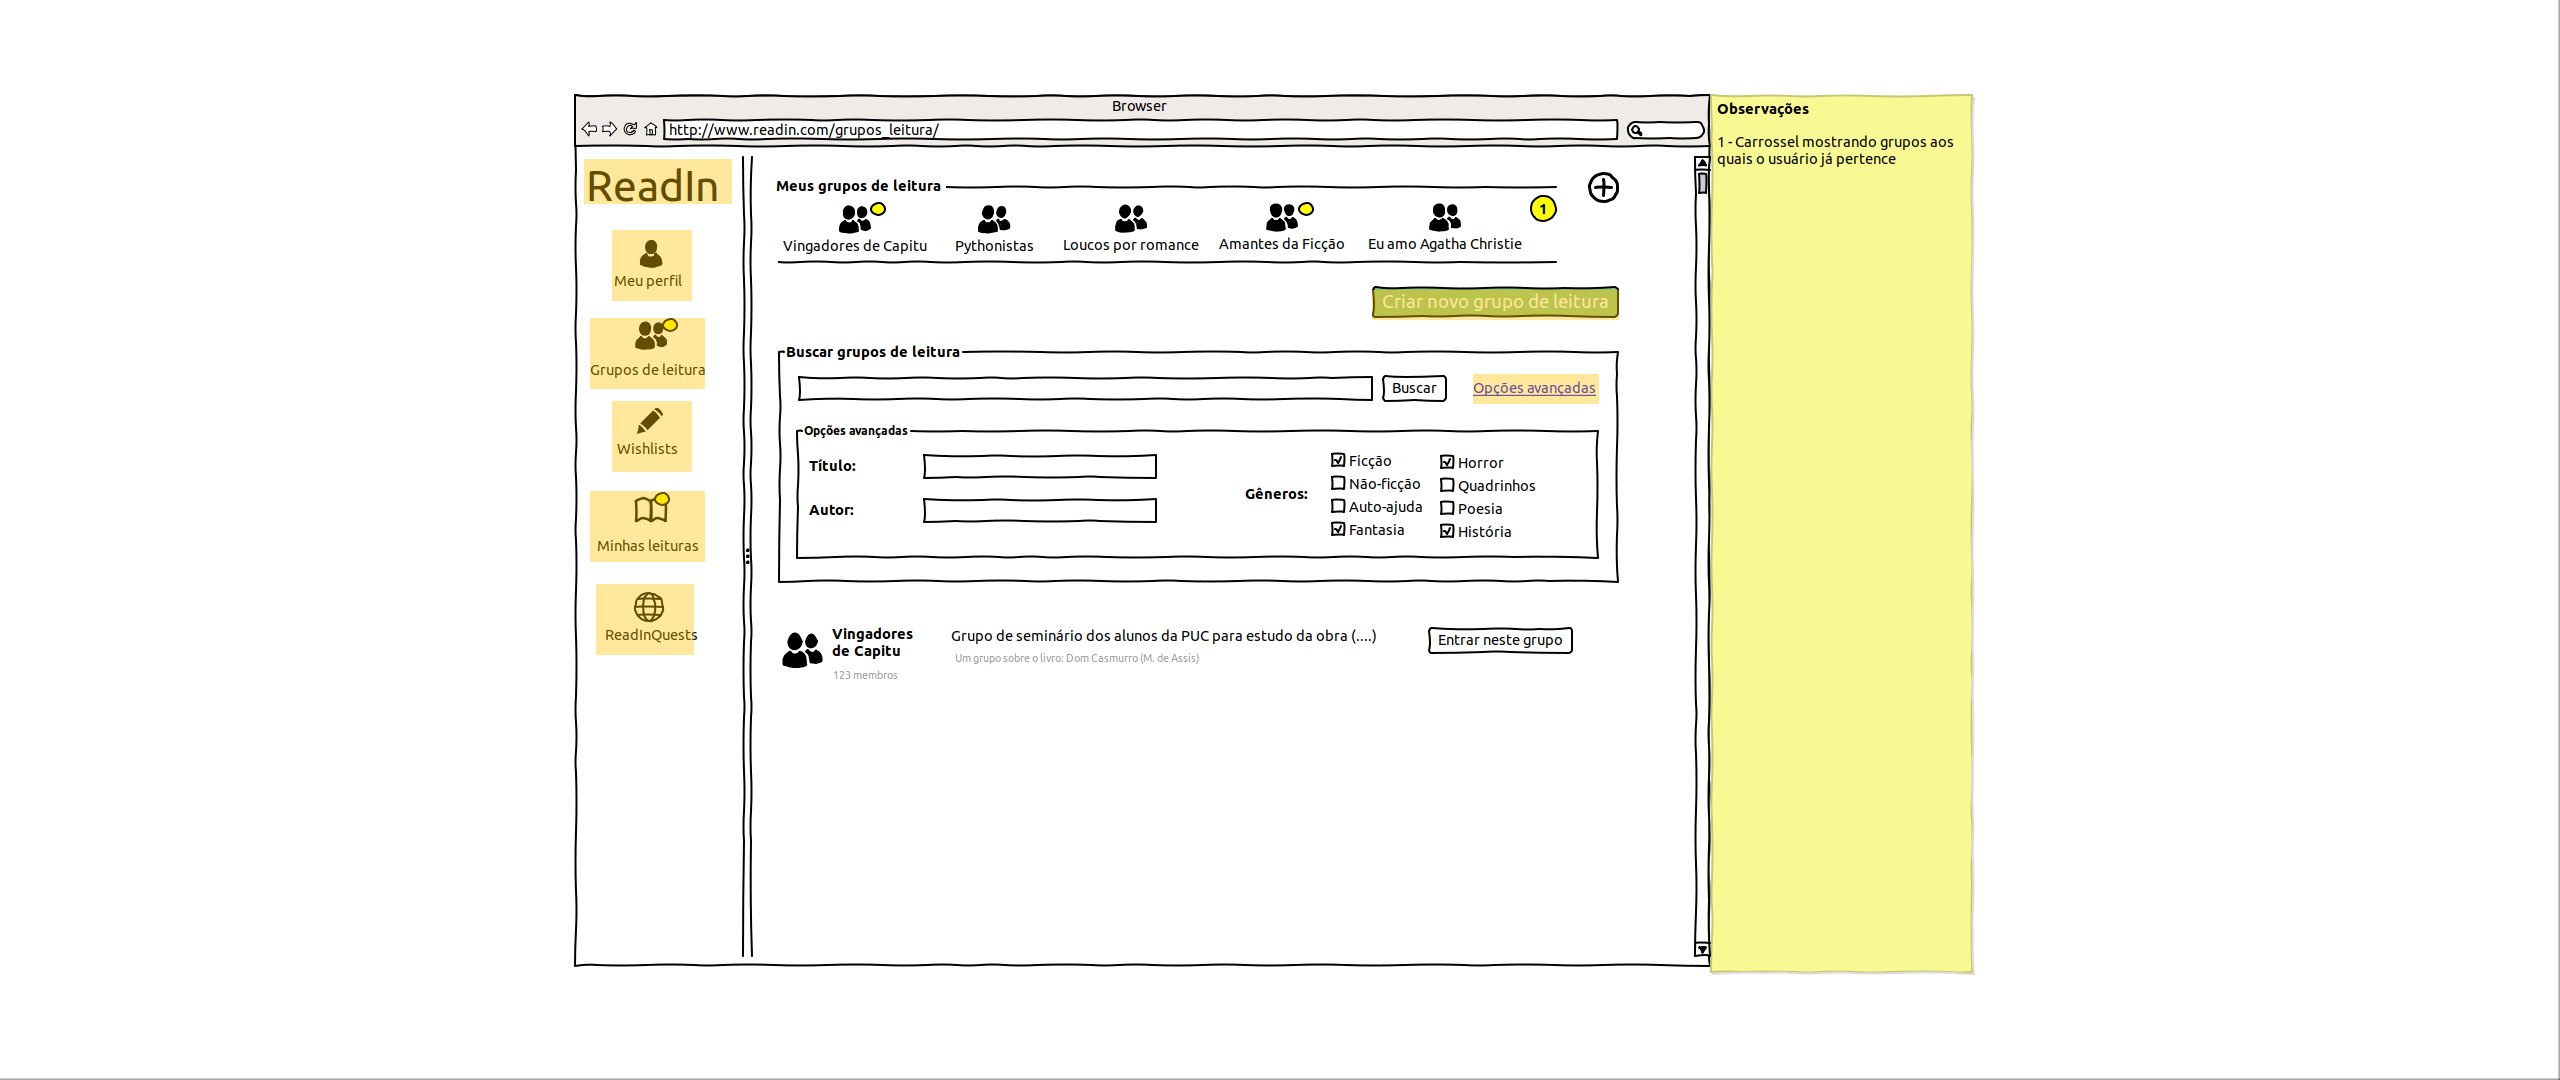 Browser
http://www.readin.com/grupos_leitura/
ReadIn
Meu perfil
Grupos de leitura
Wishlists
Minhas leituras
ReadInQuests
Meus grupos de leitura
1
Vingadores de Capitu
Pythonistas
Loucos por romance
Amantes da Ficção
Eu amo Agatha Christie
Criar novo grupo de leitura
Buscar grupos de leitura
Buscar
Opções avançadas
Opções avançadas
Título:
Autor:
Gêneros:
Ficção
Não-ficção
Auto-ajuda
Fantasia
Horror
Quadrinhos
Poesia
História
Vingadores
de Capitu
123 membros
Grupo de seminário dos alunos da PUC para estudo da obra (....)
Um grupo sobre o livro: Dom Casmurro (M. de Assis)
Entrar neste grupo
Observações
1 - Carrossel mostrando grupos aos
quais o usuário já pertence